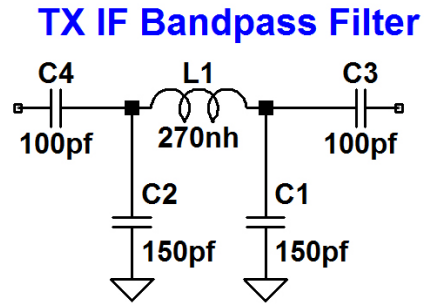 TX IF Bandpass Filter
C4 L1 C3
100pf 270nh 100pf
C2 C1
150pf 150pf